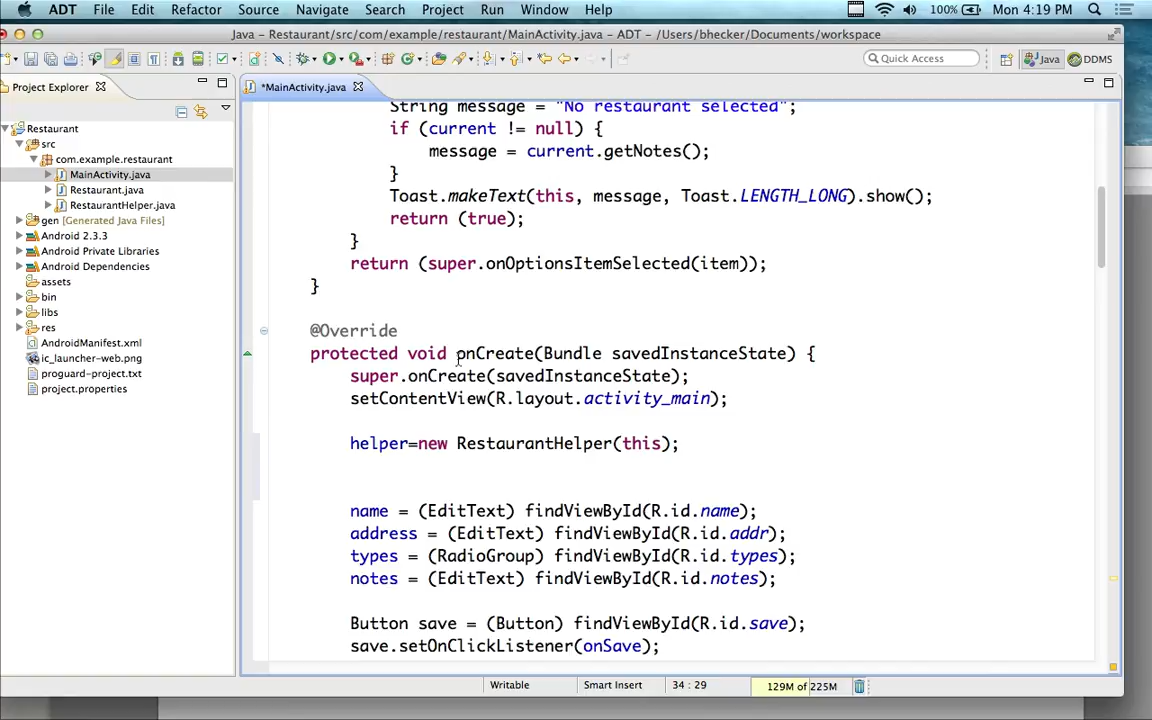 ADT File Edit Refactor Source Navigate Search Project Run Window Help 100% Mon 4:19 PM
Java - Restaurant/src/com/example/restaurant/MainActivity.java - ADT - /Users/bhecker/Documents/workspace
Quick Access Java DDMS
Project Explorer
Restaurant
src
com.example.restaurant
MainActivity.java
Restaurant.java
RestaurantHelper.java
gen [Generated Java Files]
Android 2.3.3
Android Private Libraries
Android Dependencies
assets
bin
libs
res
AndroidManifest.xml
ic_launcher-web.png
proguard-project.txt
project.properties
*MainActivity.java
String message = "No restaurant selected";
if (current != null) {
message = current.getNotes();
}
Toast.makeText(this, message, Toast.LENGTH_LONG).show();
return (true);
}
return (super.onOptionsItemSelected(item));
}
@Override
protected void onCreate(Bundle savedInstanceState) {
super.onCreate(savedInstanceState);
setContentView(R.layout.activity_main);
helper=new RestaurantHelper(this);
name = (EditText) findViewById(R.id.name);
address = (EditText) findViewById(R.id.addr);
types = (RadioGroup) findViewById(R.id.types);
notes = (EditText) findViewById(R.id.notes);
Button save = (Button) findViewById(R.id.save);
save.setOnClickListener(onSave);
Writable Smart Insert 34 : 29 129M of 225M